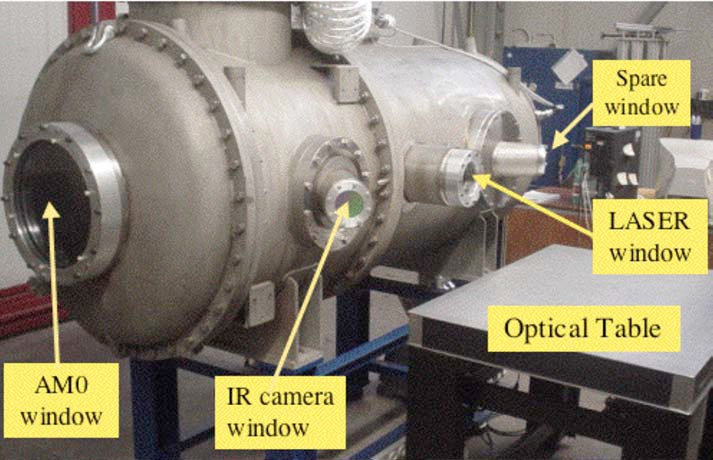 Spare
window
LASER
window
Optical Table
AM0
window
IR camera
window